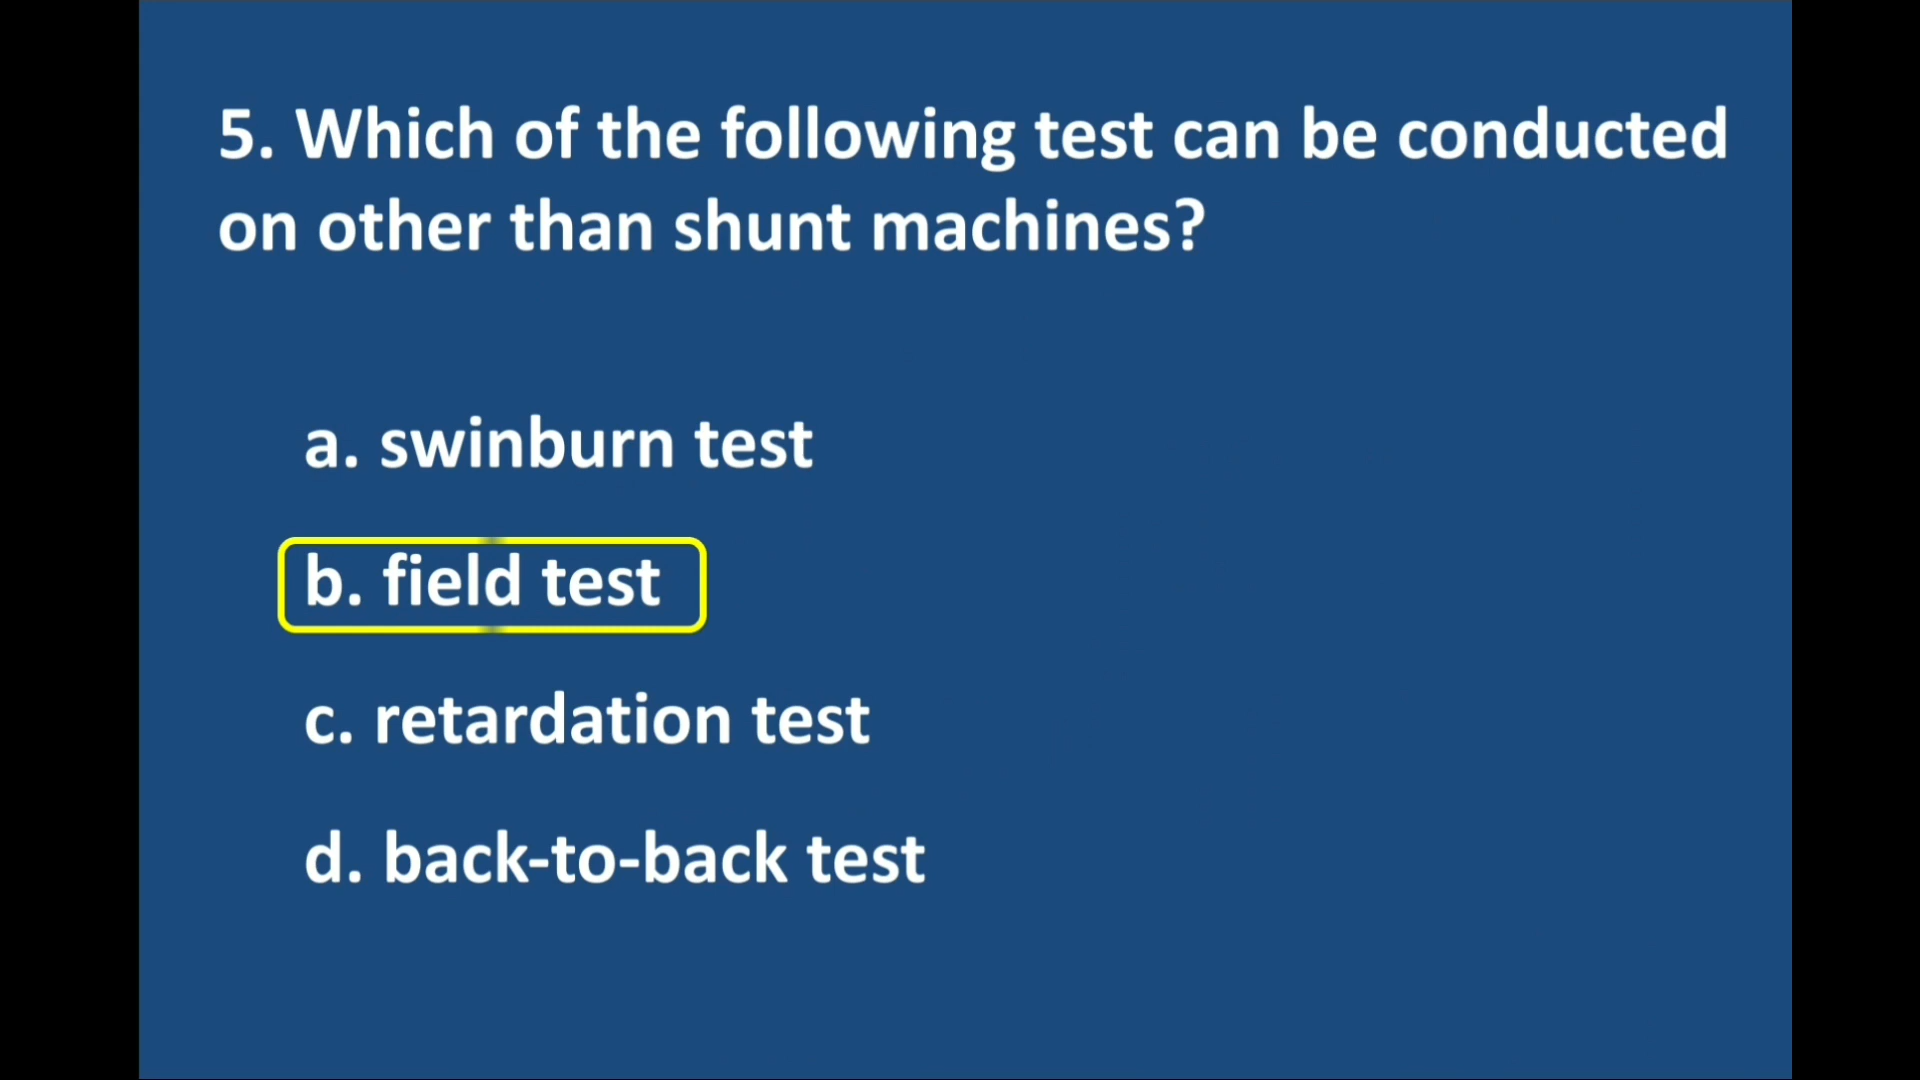 5. Which of the following test can be conducted
on other than shunt machines?
a. swinburn test
b. field test
c. retardation test
d. back-to-back test